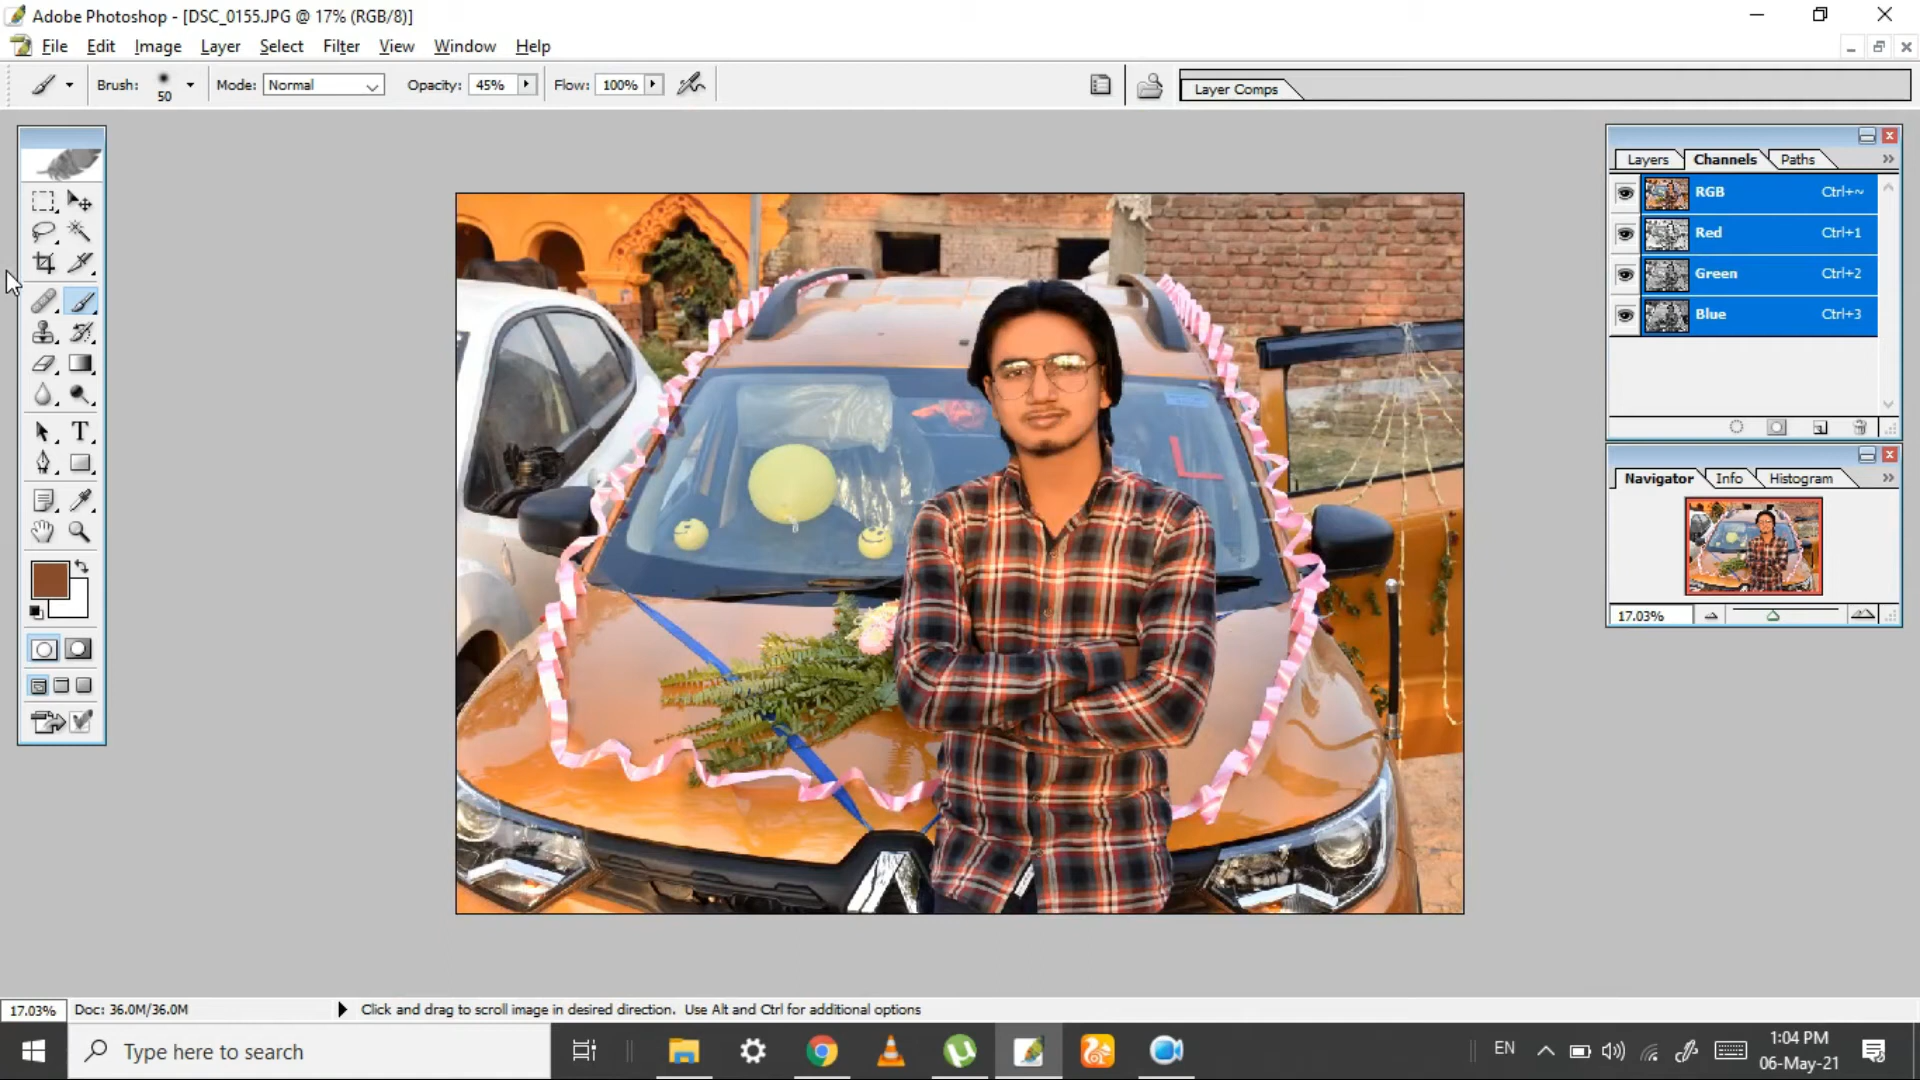 Adobe Photoshop - [DSC_0155.JPG @ 17% (RGB/8)]
File Edit Image Layer Select Filter View Window Help
Brush: 50 Mode: Normal Opacity: 45% Flow: 100% Layer Comps
Layers Channels Paths
RGB Ctrl+~
Red Ctrl+1
Green Ctrl+2
Blue Ctrl+3
Navigator Info Histogram
17.03%
17.03% Doc: 36.0M/36.0M Click and drag to scroll image in desired direction. Use Alt and Ctrl for additional options
Type here to search
EN
1:04 PM
06-May-21